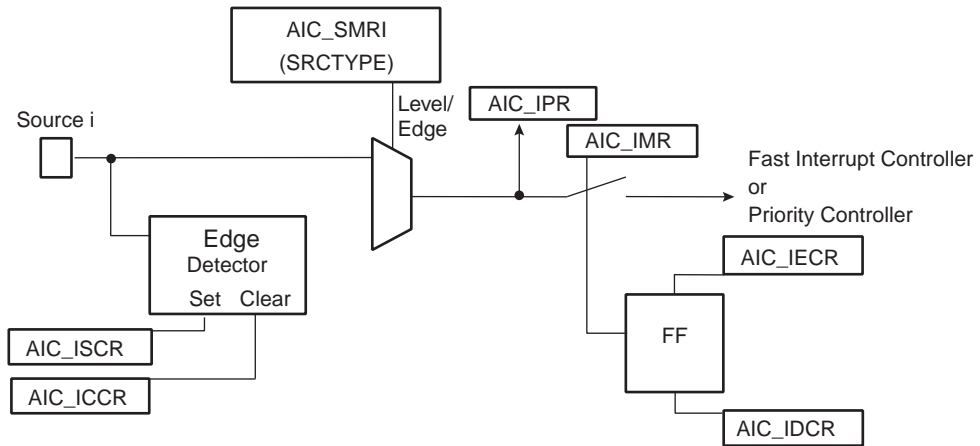 AIC_SMRI
(SRCTYPE)
Level/
Edge
AIC_IPR
Source i
AIC_IMR
Fast Interrupt Controller
or
Priority Controller
Edge
Detector
Set Clear
AIC_IECR
FF
AIC_ISCR
AIC_ICCR
AIC_IDCR